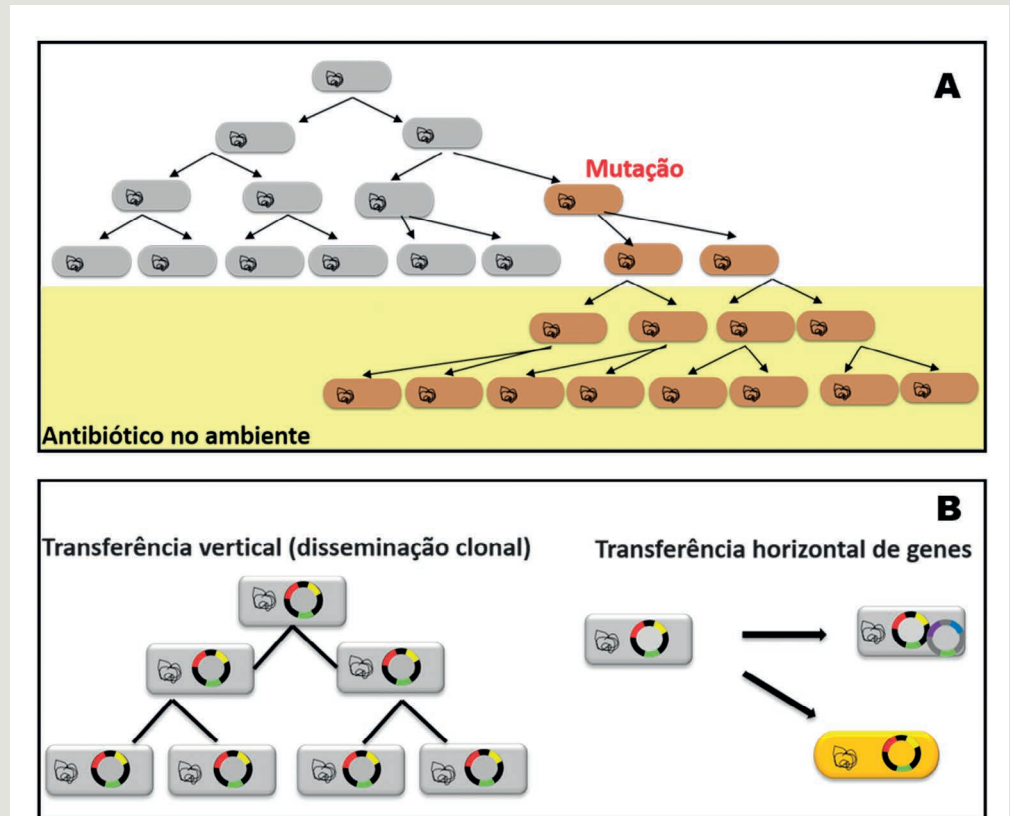 A
Mutação
Antibiótico no ambiente
B
Transferência vertical (disseminação clonal)
Transferência horizontal de genes